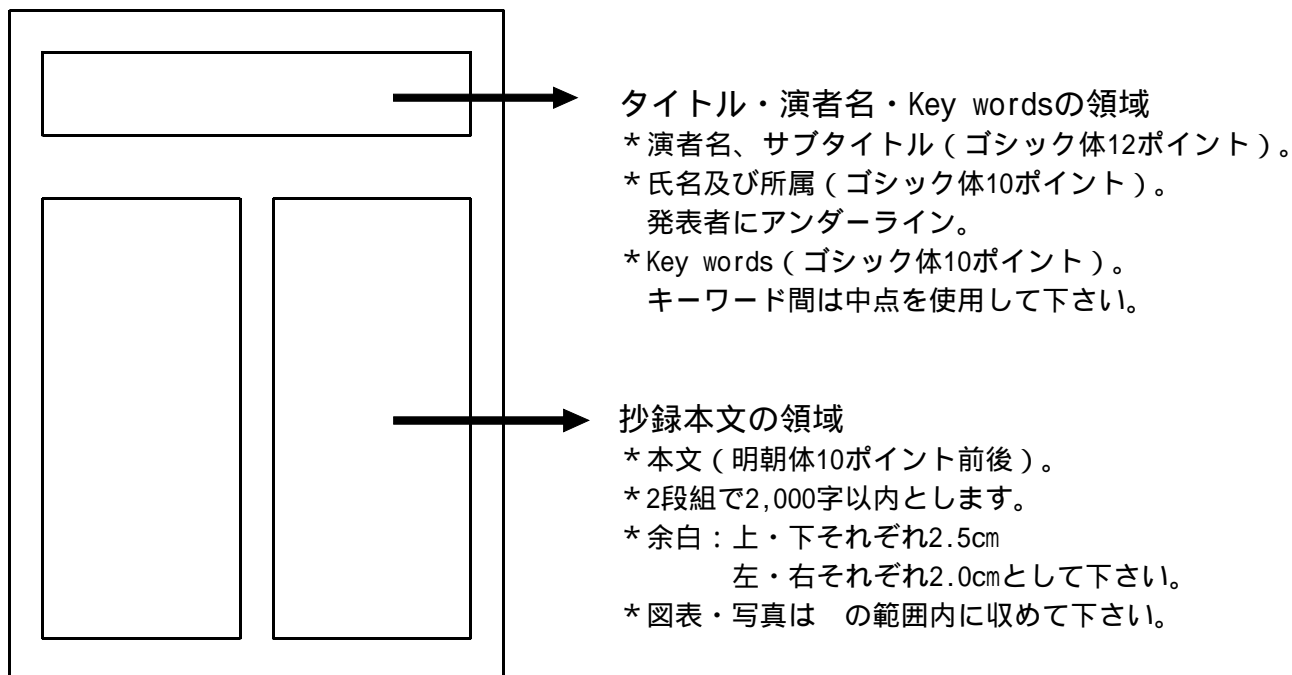 タイトル・演者名・Key wordsの領域
＊演者名、サブタイトル（ゴシック体12ポイント）。
＊氏名及び所属（ゴシック体10ポイント）。
発表者にアンダーライン。
＊Key words（ゴシック体10ポイント）。
キーワード間は中点を使用して下さい。
抄録本文の領域
＊本文（明朝体10ポイント前後）。
＊2段組で2,000字以内とします。
＊余白：上・下それぞれ2.5㎝
左・右それぞれ2.0㎝として下さい。
＊図表・写真は　の範囲内に収めて下さい。